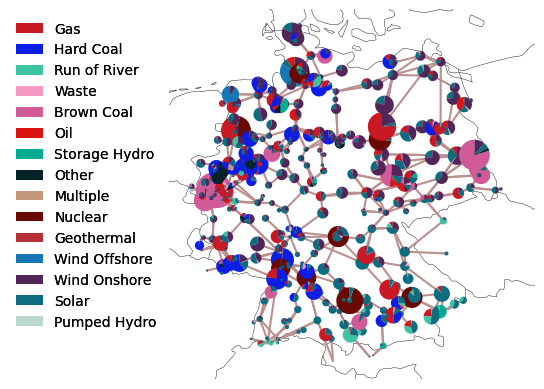 Gas
Hard Coal
Run of River
Waste
Brown Coal
Oil
Storage Hydro
Other
Multiple
Nuclear
Geothermal
Wind Offshore
Wind Onshore
Solar
Pumped Hydro